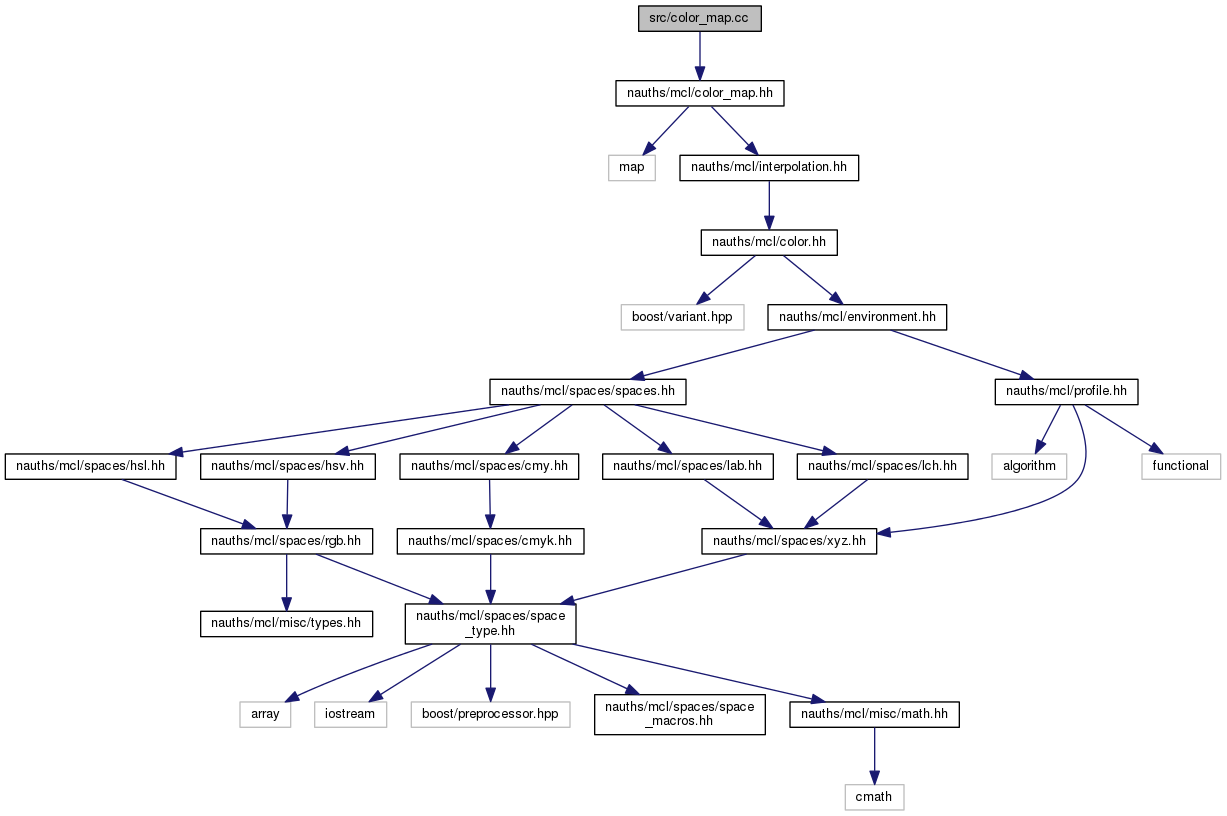 src/color_map.cc
nauths/mcl/color_map.hh
map
nauths/mcl/interpolation.hh
nauths/mcl/color.hh
boost/variant.hpp
nauths/mcl/environment.hh
nauths/mcl/spaces/spaces.hh
nauths/mcl/profile.hh
nauths/mcl/spaces/hsl.hh
nauths/mcl/spaces/hsv.hh
nauths/mcl/spaces/cmy.hh
nauths/mcl/spaces/lab.hh
nauths/mcl/spaces/lch.hh
algorithm
functional
nauths/mcl/spaces/rgb.hh
nauths/mcl/spaces/cmyk.hh
nauths/mcl/spaces/xyz.hh
nauths/mcl/misc/types.hh
nauths/mcl/spaces/space
_type.hh
array
iostream
boost/preprocessor.hpp
nauths/mcl/spaces/space
_macros.hh
nauths/mcl/misc/math.hh
cmath